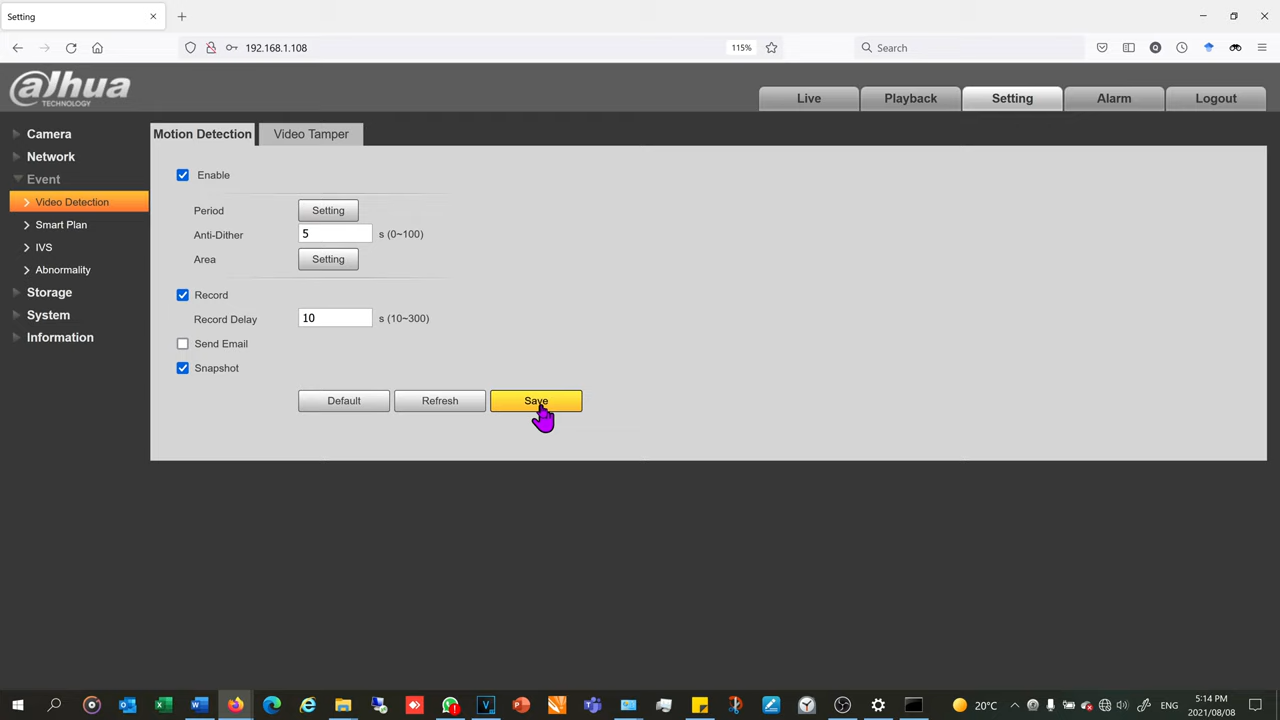 Setting
192.168.1.108
115%
Search
alhua
TECHNOLOGY
Live
Playback
Setting
Alarm
Logout
Camera
Network
Event
Video Detection
Smart Plan
IVS
Abnormality
Storage
System
Information
Motion Detection
Video Tamper
Enable
Period
Setting
Anti-Dither
5
s (0~100)
Area
Setting
Record
Record Delay
10
s (10~300)
Send Email
Snapshot
Default
Refresh
Save
20°C
ENG
5:14 PM
2021/08/08